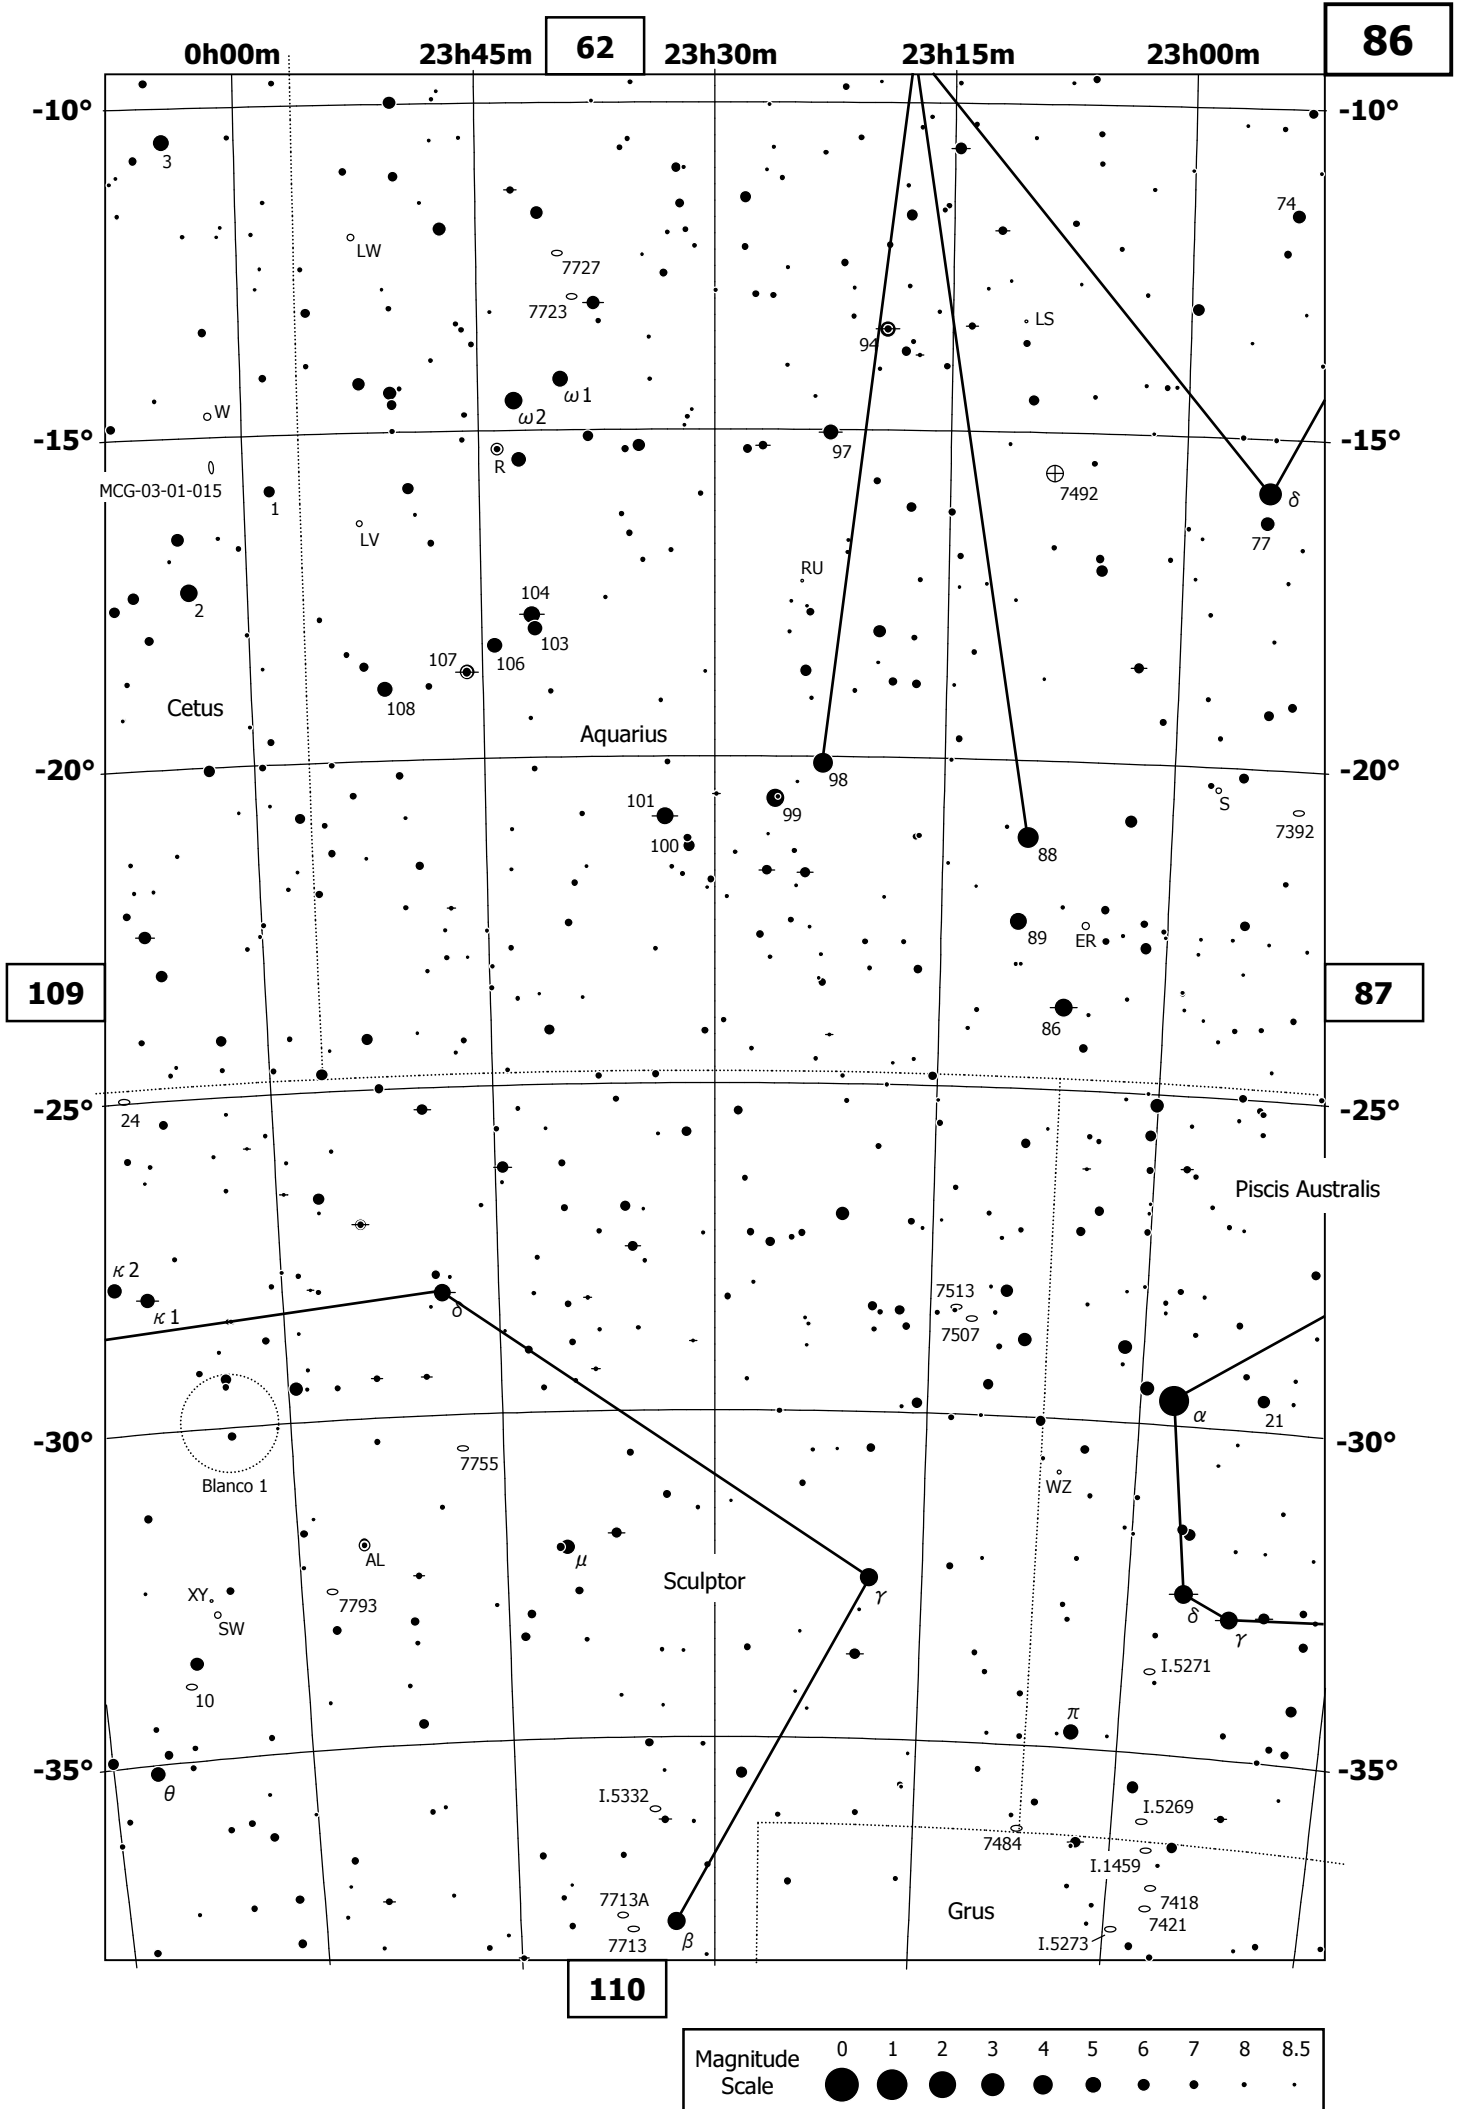 62
86
0h00m 23h45m 23h30m 23h15m 23h00m
-10° -10°
3
74
LW
7727
7723
LS
94
ω1
ω2
W
-15° -15°
97
R
MCG-03-01-015
1
7492
δ
LV
77
RU
104
2
103
107
106
108
Cetus
Aquarius
-20° -20°
98
101
99
S
100
7392
88
89
ER
109
87
86
-25° -25°
24
Piscis Australis
κ2
κ1
7513
δ
7507
α
21
-30° -30°
7755
Blanco 1
WZ
AL
μ
Sculptor
XY
7793
γ
SW
δ
γ
I.5271
10
π
-35° -35°
θ
I.5332
I.5269
7484
I.1459
7713A
7418
Grus
7421
β
7713
I.5273
110
Magnitude Scale
0 1 2 3 4 5 6 7 8 8.5